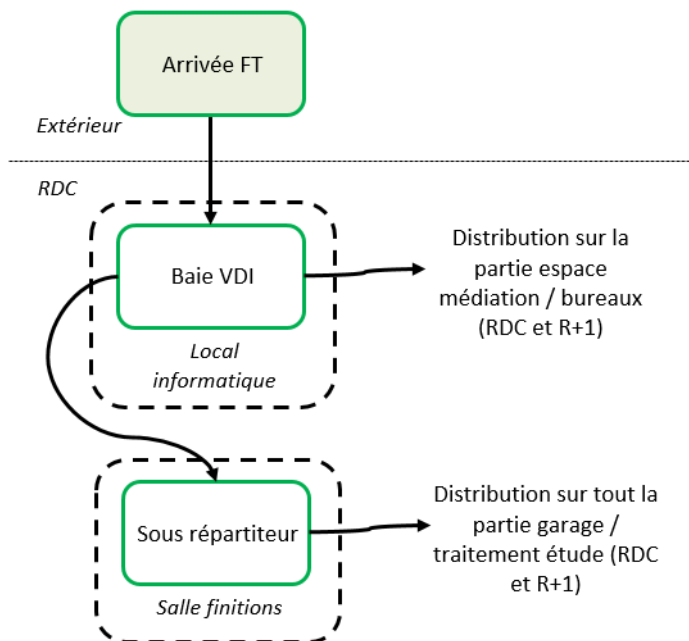 Arrivée FT
Extérieur
RDC
Baie VDI
Local
informatique
Distribution sur la
partie espace
médiation / bureaux
(RDC et R+1)
Sous répartiteur
Salle finitions
Distribution sur tout la
partie garage /
traitement étude (RDC
et R+1)